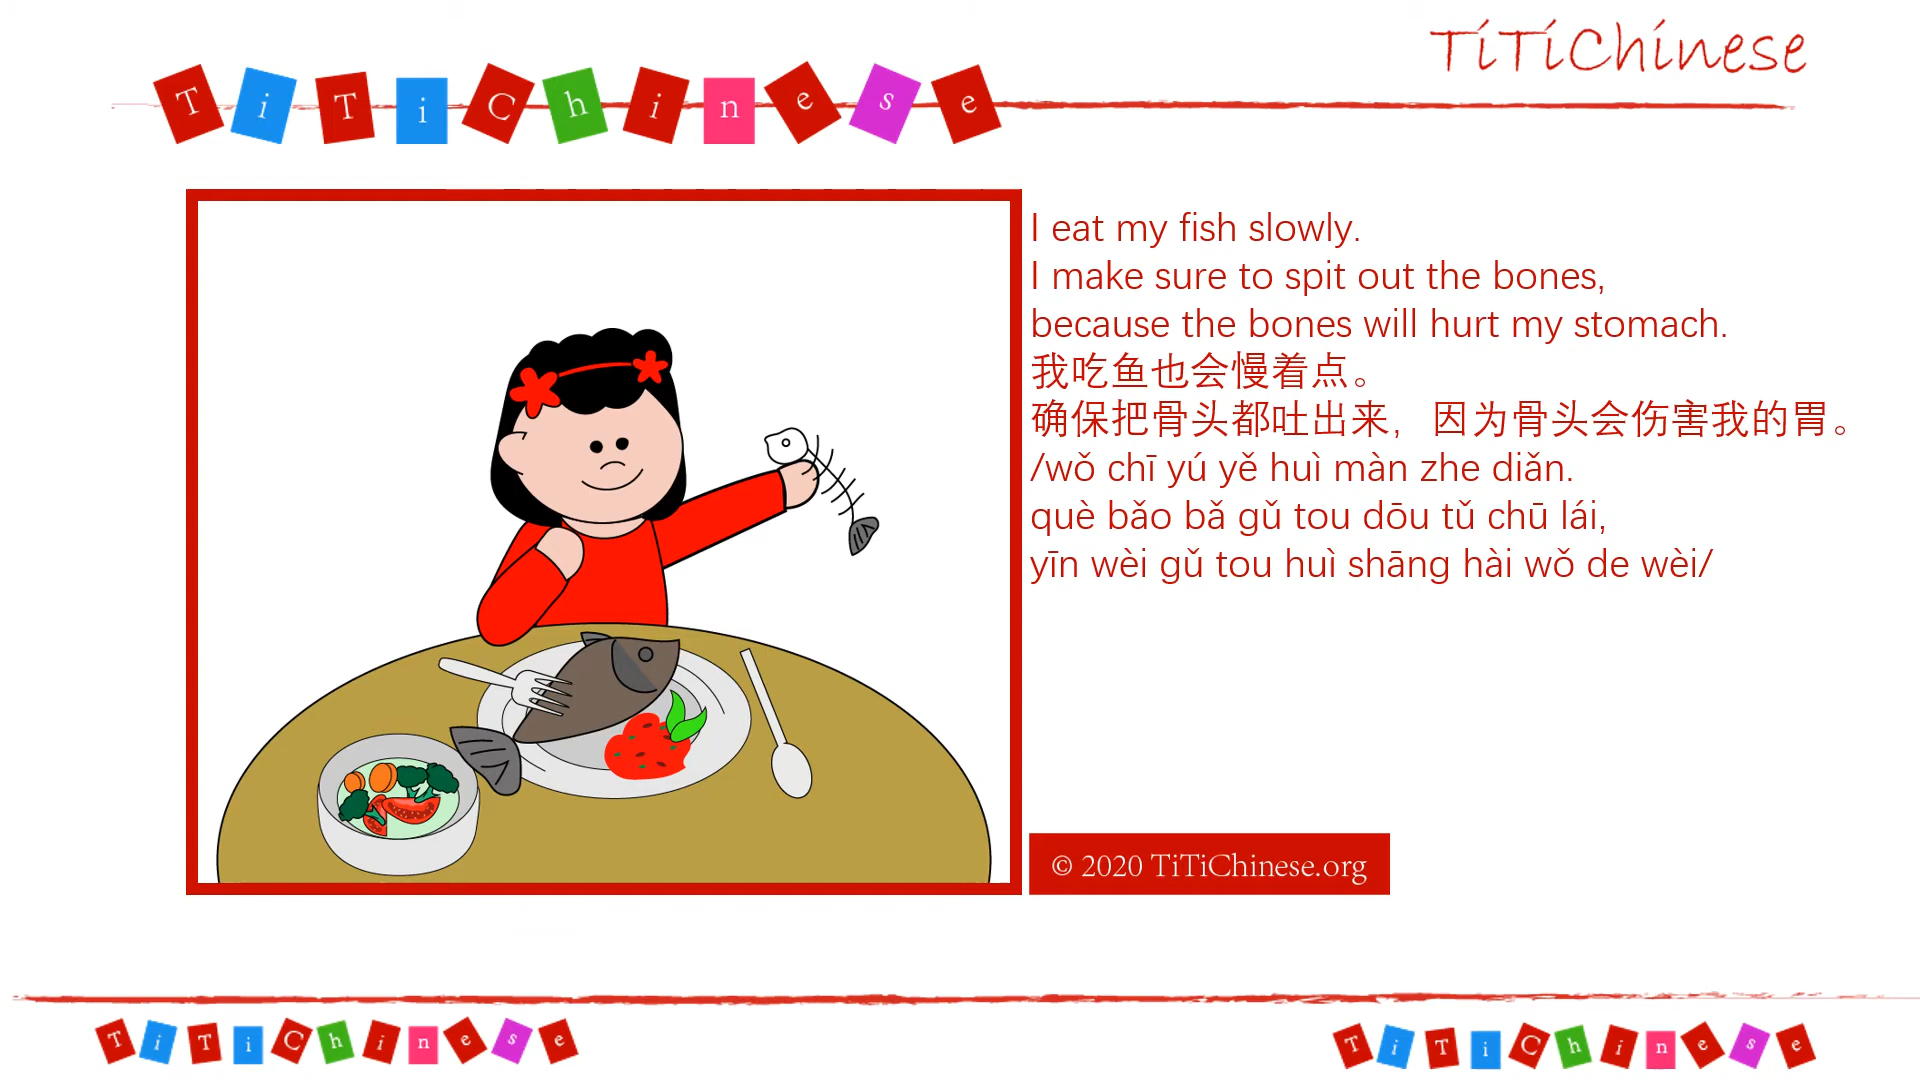 TiTiChinese
TiTiChinese
I eat my fish slowly.
I make sure to spit out the bones,
because the bones will hurt my stomach.
我吃鱼也会慢着点。
确保把骨头都吐出来，因为骨头会伤害我的胃。
/wǒ chī yú yě huì màn zhe diǎn.
què bǎo bǎ gǔ tou dōu tǔ chū lái,
yīn wèi gǔ tou huì shāng hài wǒ de wèi/
© 2020 TiTiChinese.org
TiTiChinese
TiTiChinese